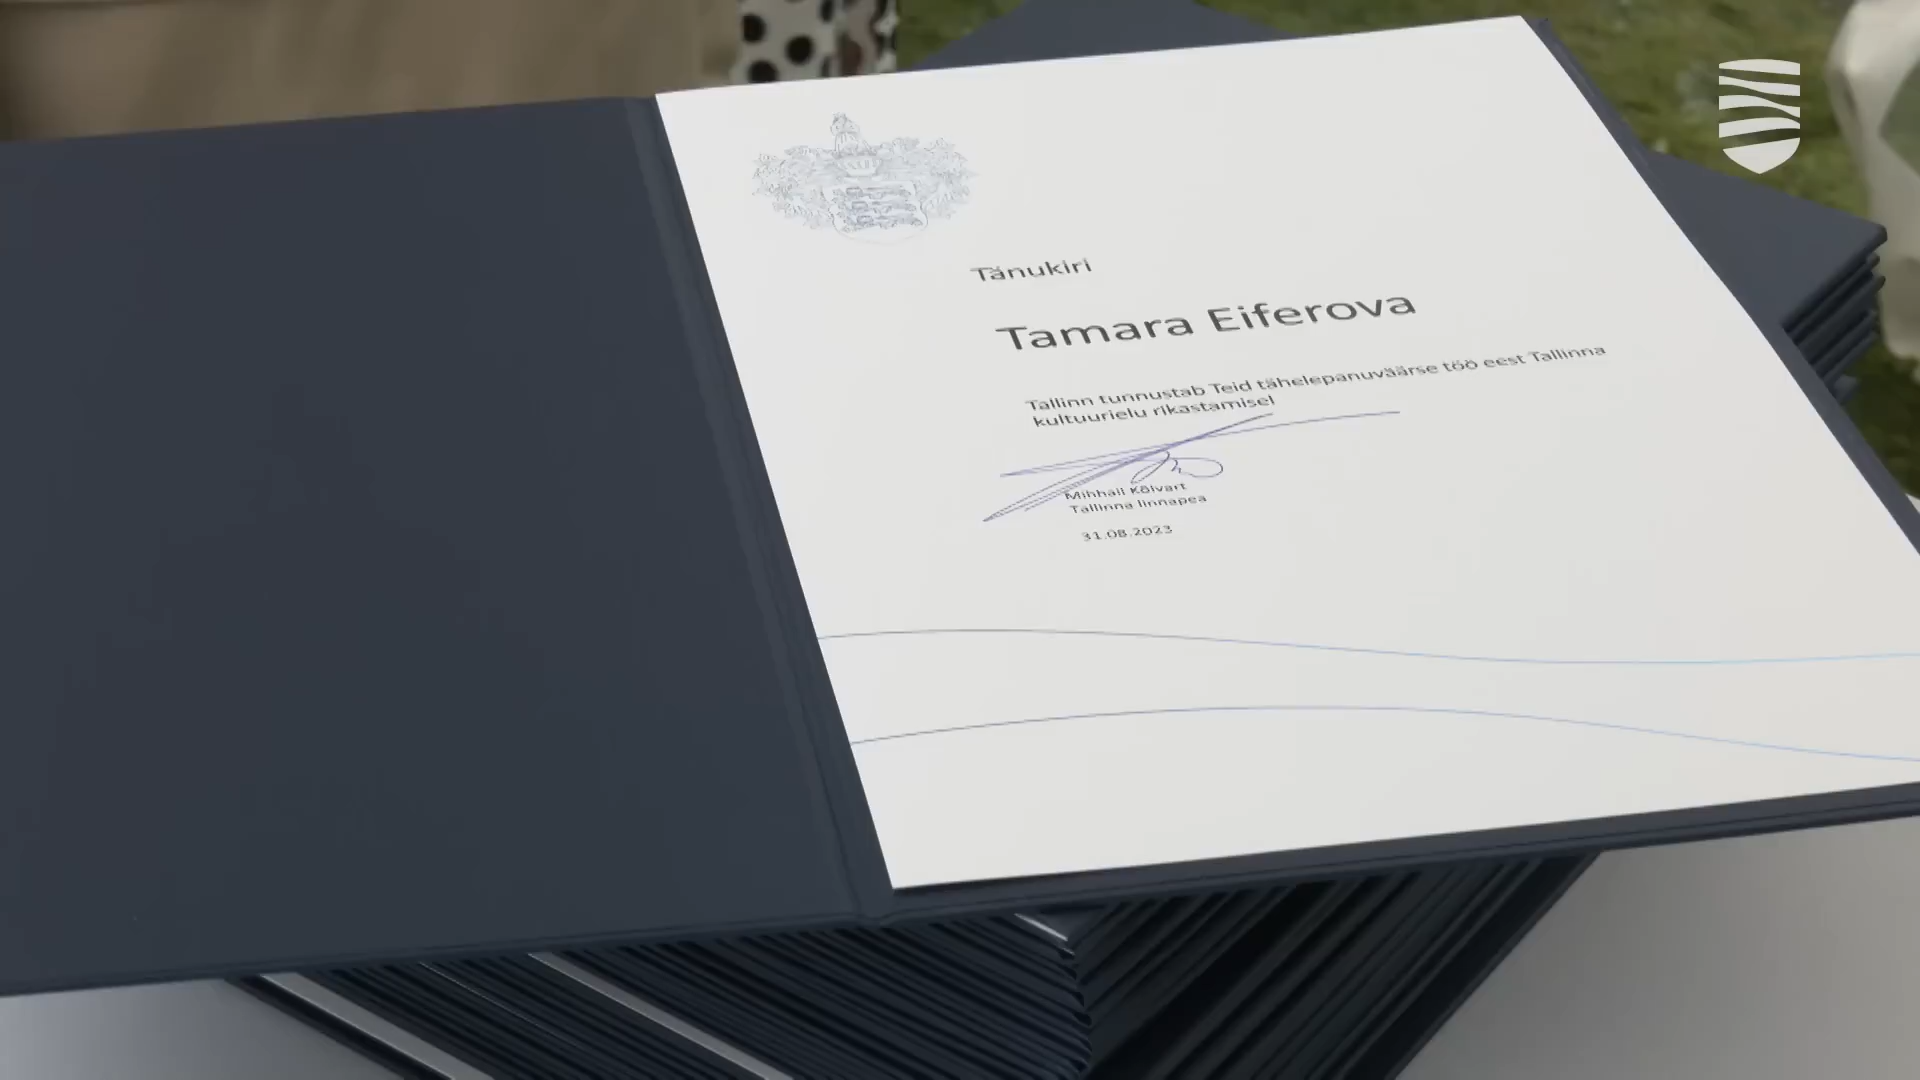 Tänukiri
Tamara Eiferova
Tallinn tunnustab Teid tähelepanuväärse töö eest Tallinna
kultuurielu rikastamisel
Mihhail Kõlvart
Tallinna linnapea
31.08.2023